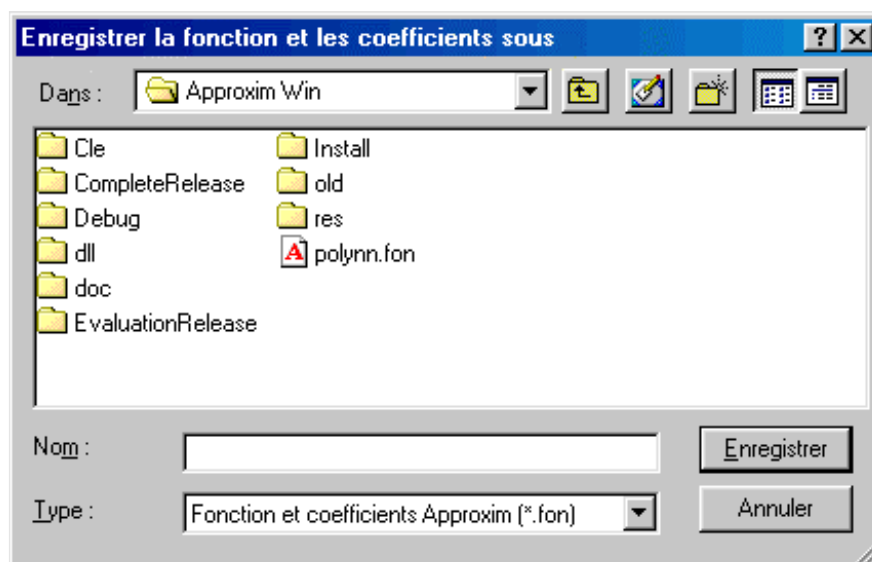 Enregistrer la fonction et les coefficients sous
Dans :
Approxim Win
Cle
CompleteRelease
Debug
dll
doc
EvaluationRelease
Install
old
res
polynn.fon
Nom :
Enregistrer
Type :
Fonction et coefficients Approxim (*.fon)
Annuler